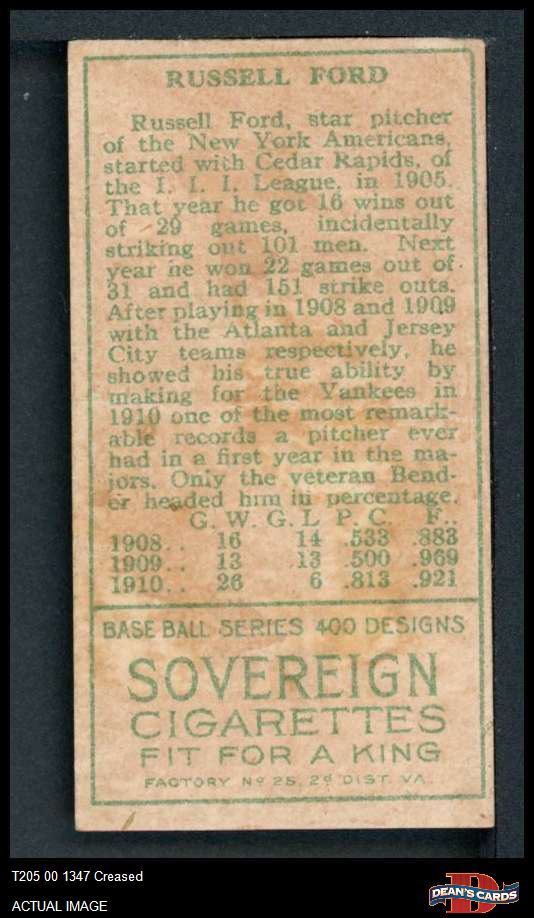 RUSSELL FORD
Russell Ford, star pitcher
of the New York Americans,
started with Cedar Rapids, of
the I. I. I. League, in 1905.
That year he got 16 wins out
of 29 games, incidentally
striking out 101 men. Next
year he won 22 games out of
31 and had 151 strike outs.
After playing in 1908 and 1909
with the Atlanta and Jersey
City teams respectively, he
showed his true ability by
making for the Yankees in
1910 one of the most remark-
able records a pitcher ever
had in a first year in the ma-
jors. Only the veteran Bend-
er headed him in percentage.
G. W. G. L P. C. F..
1908.. 16 14 .533 .883
1909.. 13 13 .500 .969
1910.. 26 6 .813 .921
BASE BALL SERIES 400 DESIGNS
SOVEREIGN
CIGARETTES
FIT FOR A KING
FACTORY Nº 25, 2d DIST. VA.
T205 00 1347 Creased
ACTUAL IMAGE
D
DEAN'S CARDS